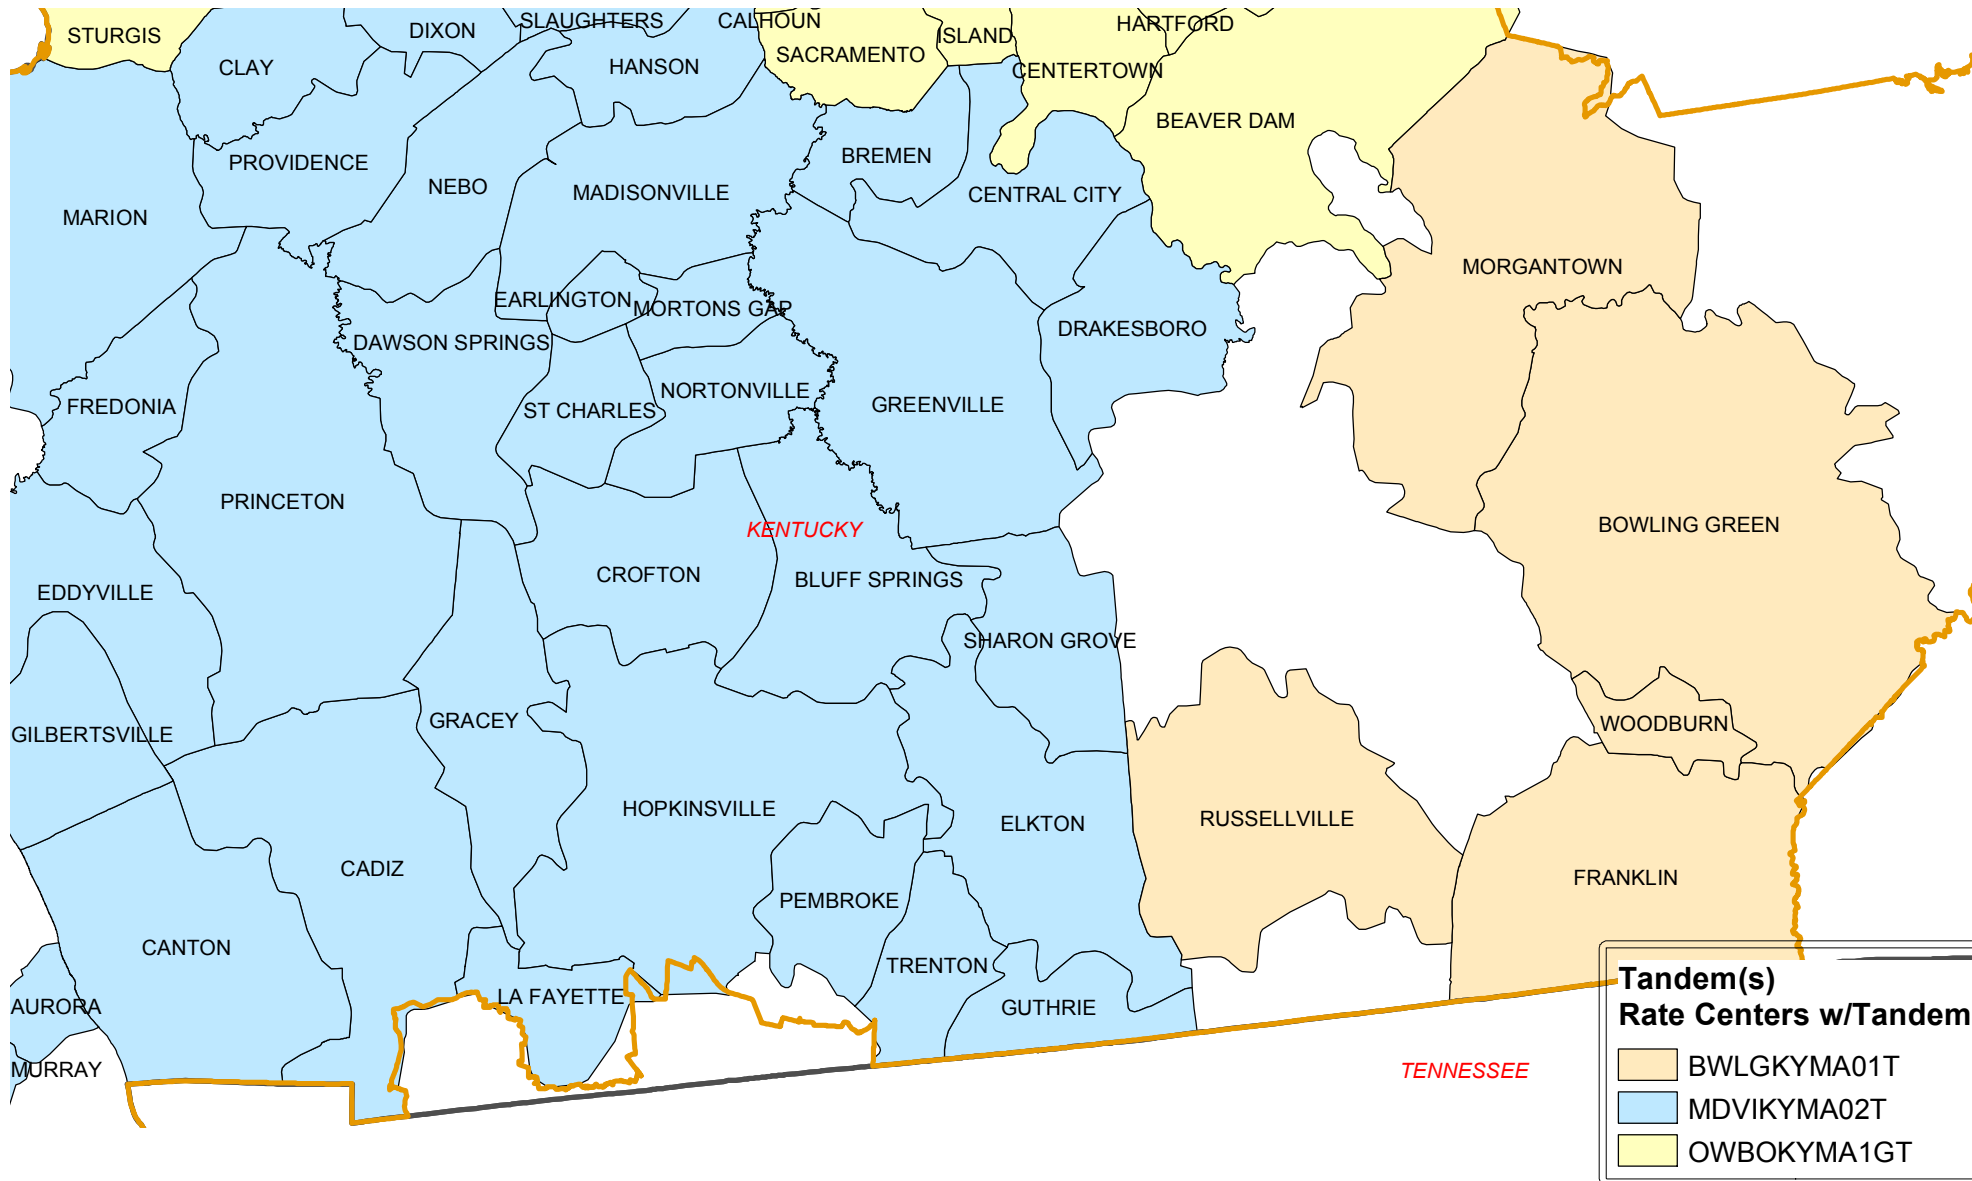 SLAUGHTERS
CALHOUN
HARTFORD
STURGIS
DIXON
ISLAND
SACRAMENTO
CLAY
HANSON
CENTERTOWN
BEAVER DAM
PROVIDENCE
BREMEN
NEBO
MADISONVILLE
CENTRAL CITY
MARION
MORGANTOWN
EARLINGTON
MORTONS GAP
DRAKESBORO
DAWSON SPRINGS
NORTONVILLE
FREDONIA
ST CHARLES
GREENVILLE
PRINCETON
KENTUCKY
BOWLING GREEN
CROFTON
BLUFF SPRINGS
EDDYVILLE
SHARON GROVE
GRACEY
WOODBURN
GILBERTSVILLE
HOPKINSVILLE
ELKTON
RUSSELLVILLE
CADIZ
FRANKLIN
PEMBROKE
CANTON
TRENTON
LA FAYETTE
AURORA
GUTHRIE
MURRAY
TENNESSEE
Tandem(s)
Rate Centers w/Tandem
BWLGKYMA01T
MDVIKYMA02T
OWBOKYMA1GT